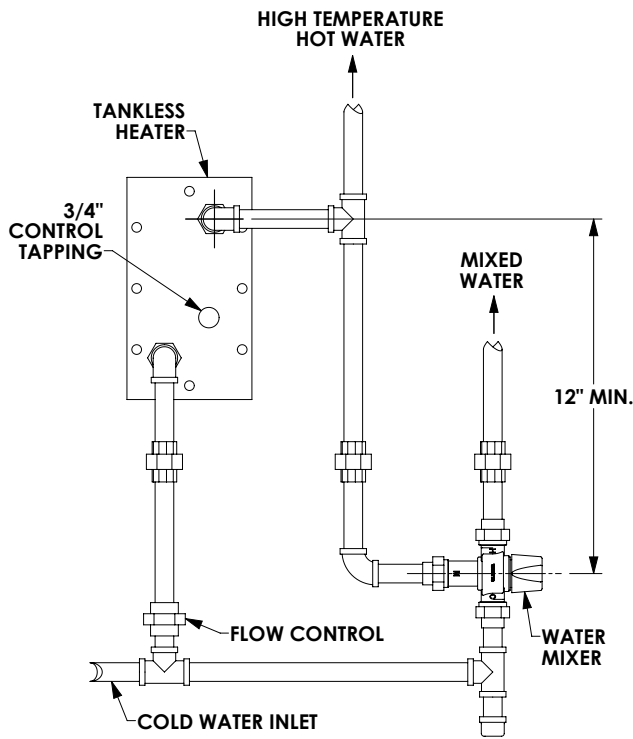 HIGH TEMPERATURE
HOT WATER
TANKLESS
HEATER
3/4"
CONTROL
TAPPING
MIXED
WATER
12" MIN.
H
FLOW CONTROL
WATER
MIXER
COLD WATER INLET